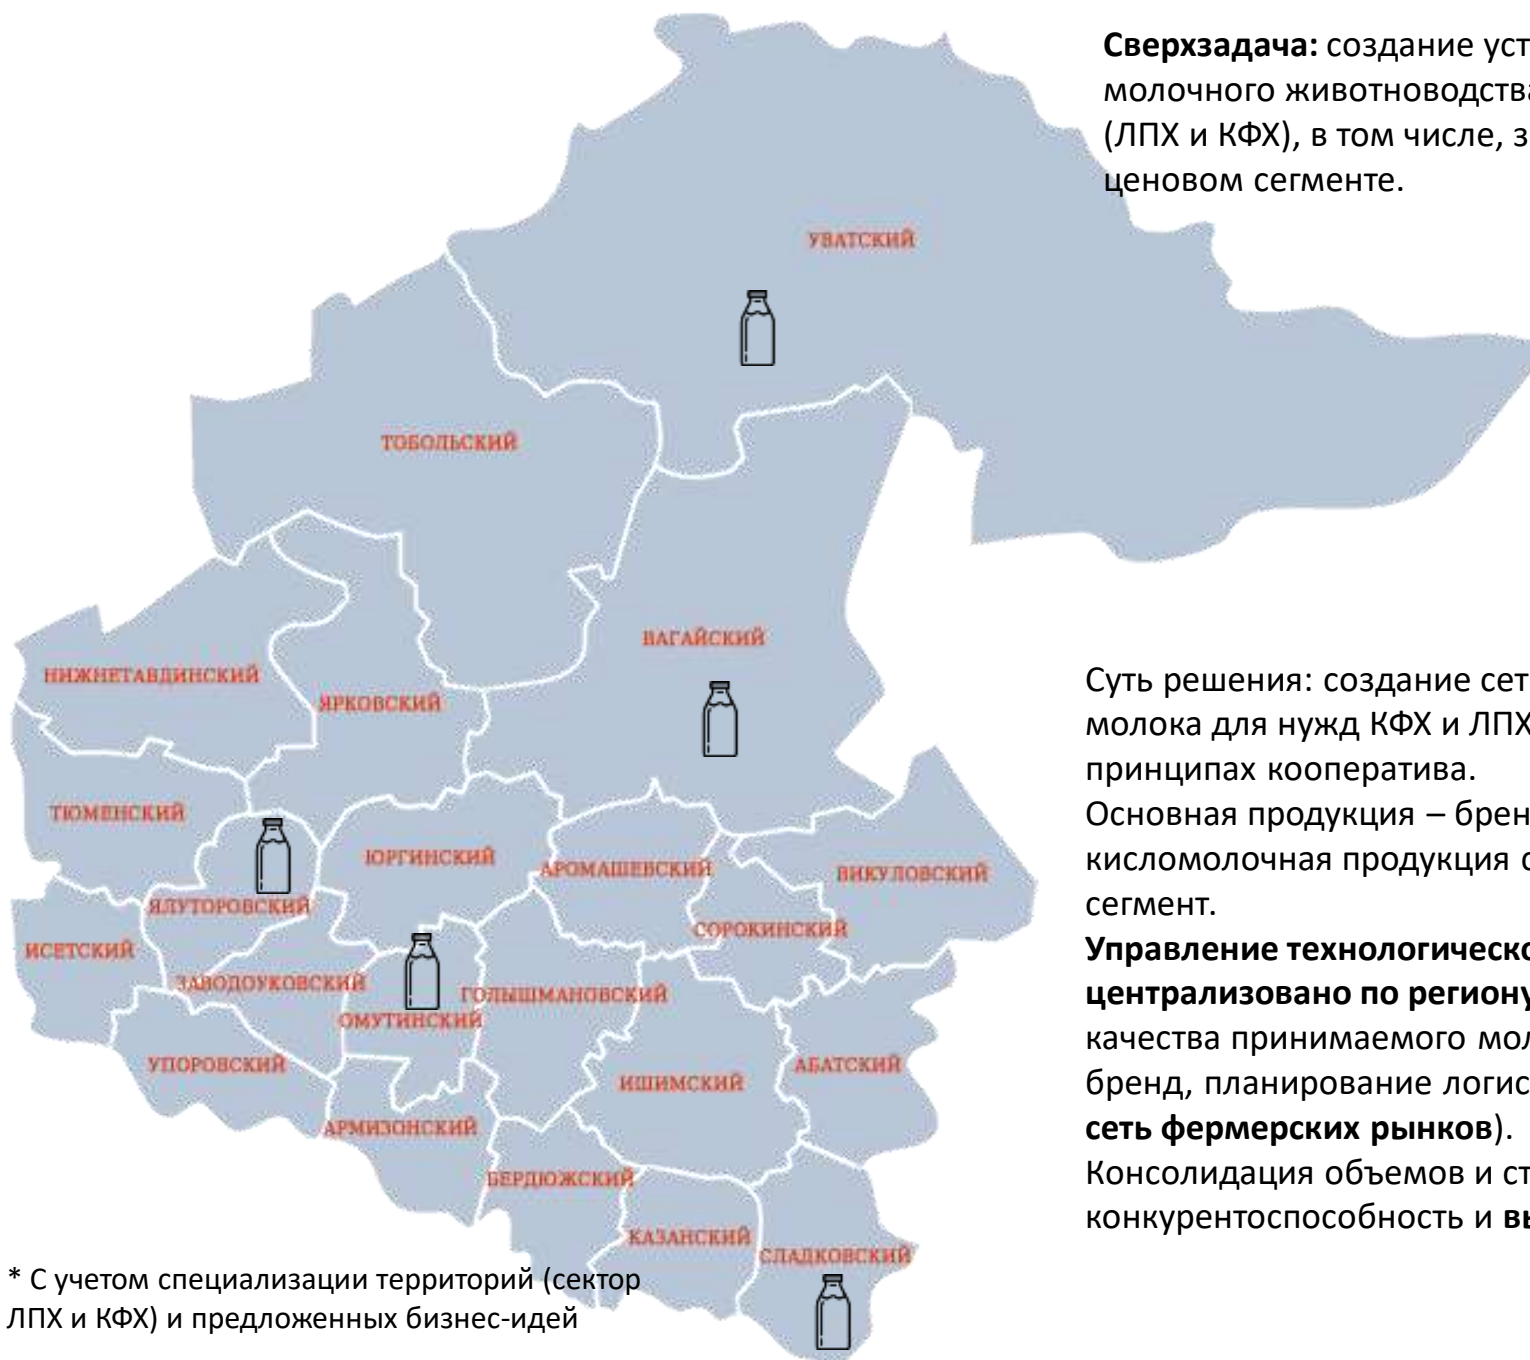 Сверхзадача: создание уст
молочного животноводства
(ЛПХ и КФХ), в том числе, з
ценовом сегменте.
УВАТСКИЙ
ТОБОЛЬСКИЙ
ВАГАЙСКИЙ
НИЖНЕТАВДИНСКИЙ
ЯРКОВСКИЙ
ТЮМЕНСКИЙ
ЮРГИНСКИЙ
АРОМАШЕВСКИЙ
ВИКУЛОВСКИЙ
ЯЛУТОРОВСКИЙ
СОРОКИНСКИЙ
ИСЕТСКИЙ
ЗАВОДОУКОВСКИЙ
ГОЛЫШМАНОВСКИЙ
ОМУТИНСКИЙ
УПОРОВСКИЙ
АБАТСКИЙ
ИШИМСКИЙ
АРМИЗОНСКИЙ
БЕРДЮЖСКИЙ
КАЗАНСКИЙ
СЛАДКОВСКИЙ
Суть решения: создание сет
молока для нужд КФХ и ЛПХ
принципах кооператива.
Основная продукция – брен
кисломолочная продукция с
сегмент.
Управление технологическо
централизовано по региону
качества принимаемого мол
бренд, планирование логис
сеть фермерских рынков).
Консолидация объемов и ст
конкурентоспособность и вы
* С учетом специализации территорий (сектор
ЛПХ и КФХ) и предложенных бизнес-идей